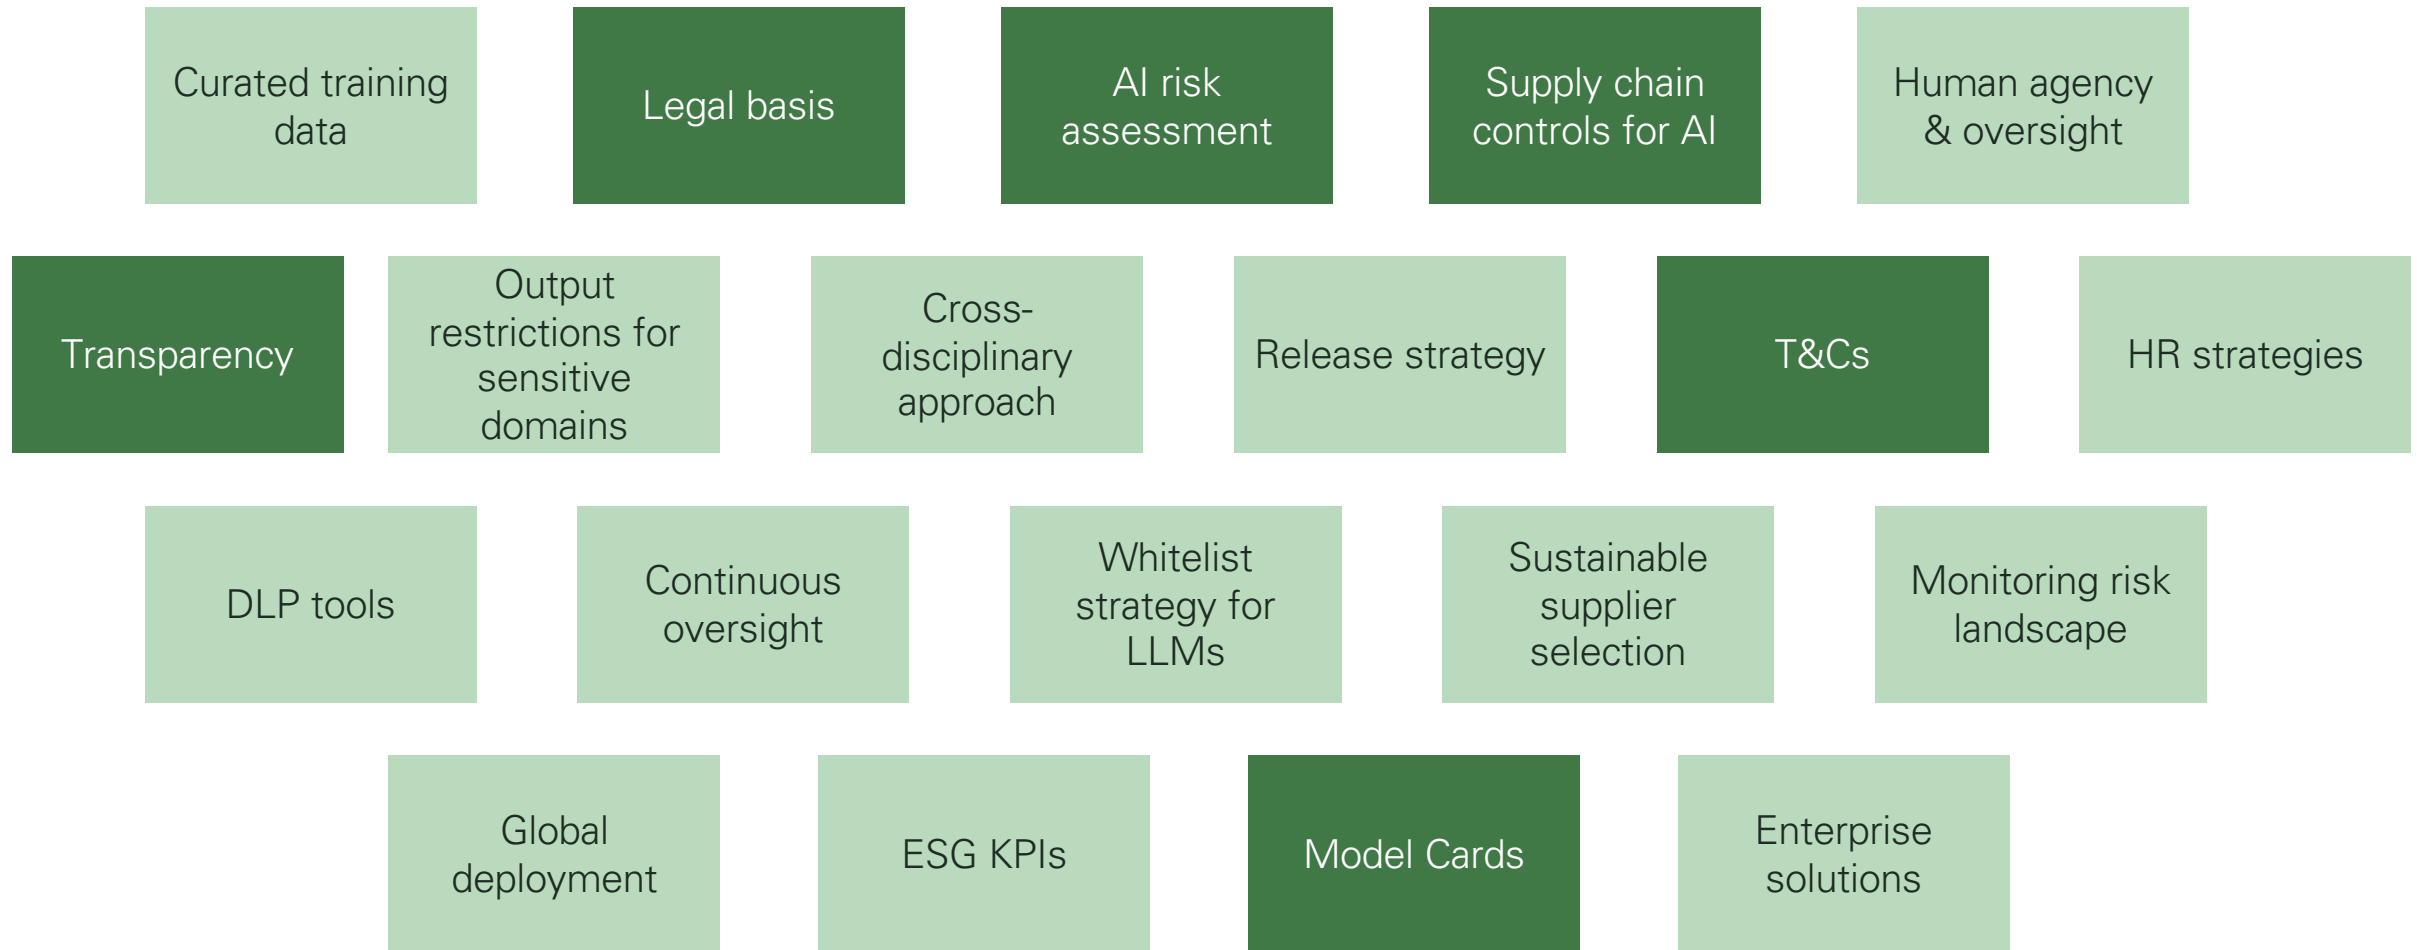 Curated training
data
Legal basis
AI risk
assessment
Supply chain
controls for AI
Human agency
& oversight
Transparency
Output
restrictions for
sensitive
domains
Cross-
disciplinary
approach
Release strategy
T&Cs
HR strategies
DLP tools
Continuous
oversight
Whitelist
strategy for
LLMs
Sustainable
supplier
selection
Monitoring risk
landscape
Global
deployment
ESG KPIs
Model Cards
Enterprise
solutions